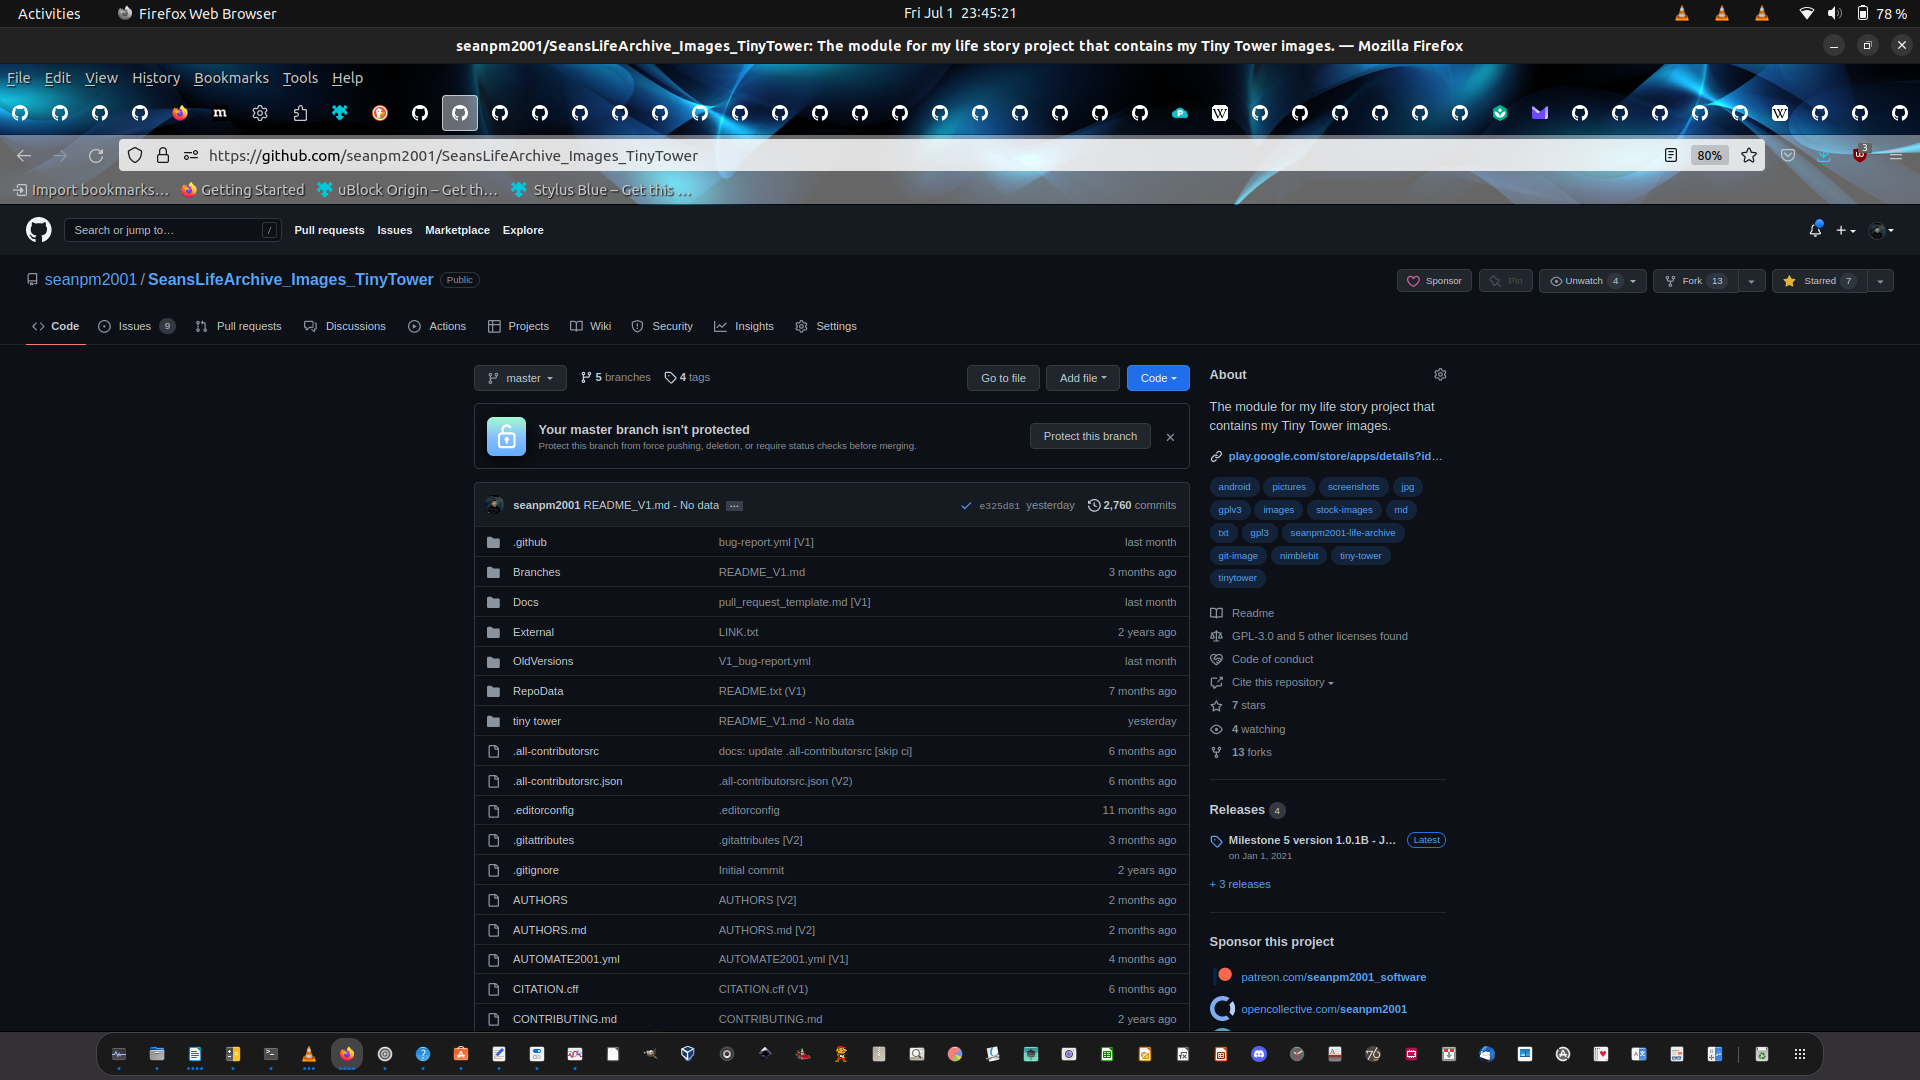 Activities Firefox Web Browser Fri Jul 1 23:45:21 78 %
seanpm2001/SeansLifeArchive_Images_TinyTower: The module for my life story project that contains my Tiny Tower images. — Mozilla Firefox
File Edit View History Bookmarks Tools Help
https://github.com/seanpm2001/SeansLifeArchive_Images_TinyTower 80% 3
Import bookmarks… Getting Started uBlock Origin – Get th… Stylus Blue – Get this …
Search or jump to… / Pull requests Issues Marketplace Explore
seanpm2001 / SeansLifeArchive_Images_TinyTower Public Sponsor Pin Unwatch 4 Fork 13 Starred 7
Code Issues 9 Pull requests Discussions Actions Projects Wiki Security Insights Settings
master 5 branches 4 tags Go to file Add file Code
Your master branch isn't protected
Protect this branch from force pushing, deletion, or require status checks before merging.
Protect this branch
seanpm2001 README_V1.md - No data ... e325d81 yesterday 2,760 commits
.github bug-report.yml [V1] last month
Branches README_V1.md 3 months ago
Docs pull_request_template.md [V1] last month
External LINK.txt 2 years ago
OldVersions V1_bug-report.yml last month
RepoData README.txt (V1) 7 months ago
tiny tower README_V1.md - No data yesterday
.all-contributorsrc docs: update .all-contributorsrc [skip ci] 6 months ago
.all-contributorsrc.json .all-contributorsrc.json (V2) 6 months ago
.editorconfig .editorconfig 11 months ago
.gitattributes .gitattributes [V2] 3 months ago
.gitignore Initial commit 2 years ago
AUTHORS AUTHORS [V2] 2 months ago
AUTHORS.md AUTHORS.md [V2] 2 months ago
AUTOMATE2001.yml AUTOMATE2001.yml [V1] 4 months ago
CITATION.cff CITATION.cff (V1) 6 months ago
CONTRIBUTING.md CONTRIBUTING.md 2 years ago
About
The module for my life story project that
contains my Tiny Tower images.
play.google.com/store/apps/details?id…
android pictures screenshots jpg
gplv3 images stock-images md
txt gpl3 seanpm2001-life-archive
git-image nimblebit tiny-tower
tinytower
Readme
GPL-3.0 and 5 other licenses found
Code of conduct
Cite this repository
7 stars
4 watching
13 forks
Releases 4
Milestone 5 version 1.0.1B - J… Latest
on Jan 1, 2021
+ 3 releases
Sponsor this project
patreon.com/seanpm2001_software
opencollective.com/seanpm2001